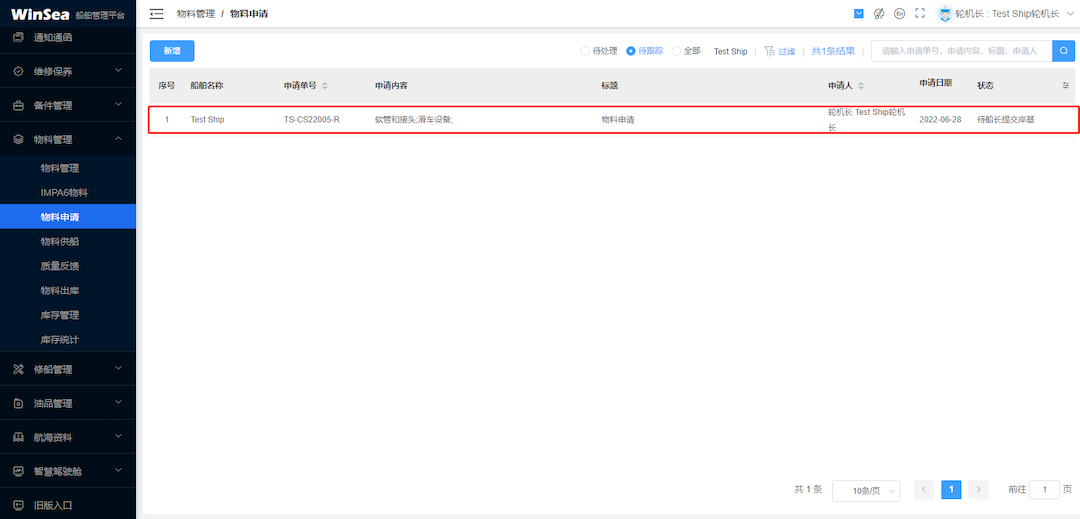 WinSea 船舶管理平台
通知通函
维修保养
备件管理
物料管理
物料管理
IMPA6物料
物料申请
物料供船
质量反馈
物料出库
库存管理
库存统计
修船管理
油品管理
航海资料
智慧驾驶舱
旧版入口
物料管理 / 物料申请
En
轮机长 : Test Ship轮机长
新增
待处理 待跟踪 全部 Test Ship | 过滤 | 共1条结果 | 请输入申请单号、申请内容、标题、申请人
序号 船舶名称 申请单号 申请内容 标题 申请人 申请日期 状态
1 Test Ship TS-CS22005-R 软管和接头;滑车设备; 物料申请 轮机长 Test Ship轮机长 2022-06-28 待船长提交岸基
共 1 条 10条/页 1 前往 1 页